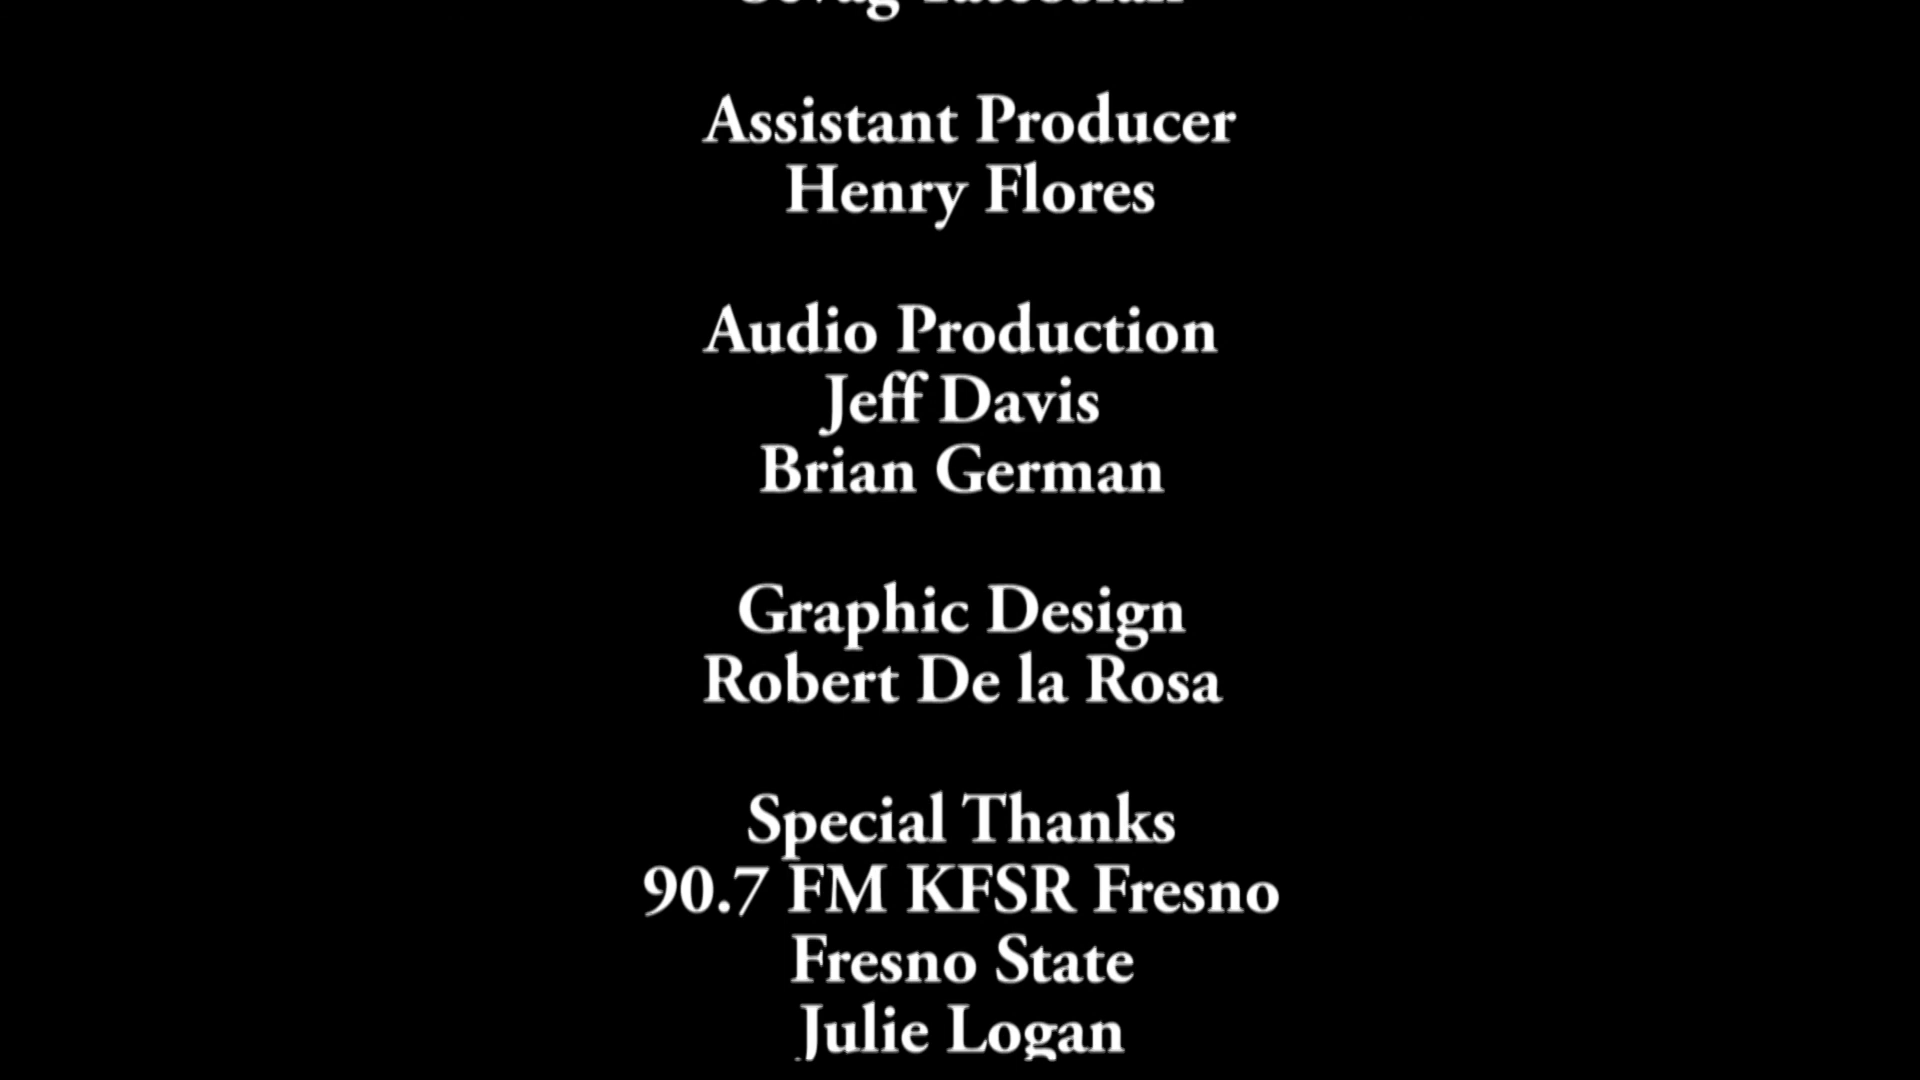 Assistant Producer
Henry Flores
Audio Production
Jeff Davis
Brian German
Graphic Design
Robert De la Rosa
Special Thanks
90.7 FM KFSR Fresno
Fresno State
Julie Logan